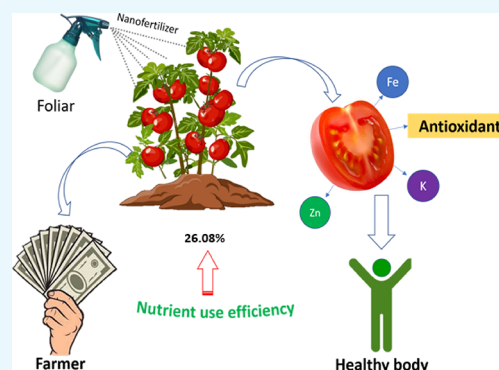 Nanofertilizer
Foliar
Fe
Antioxidant
K
Zn
26.08%
Nutrient use efficiency
Farmer
Healthy body